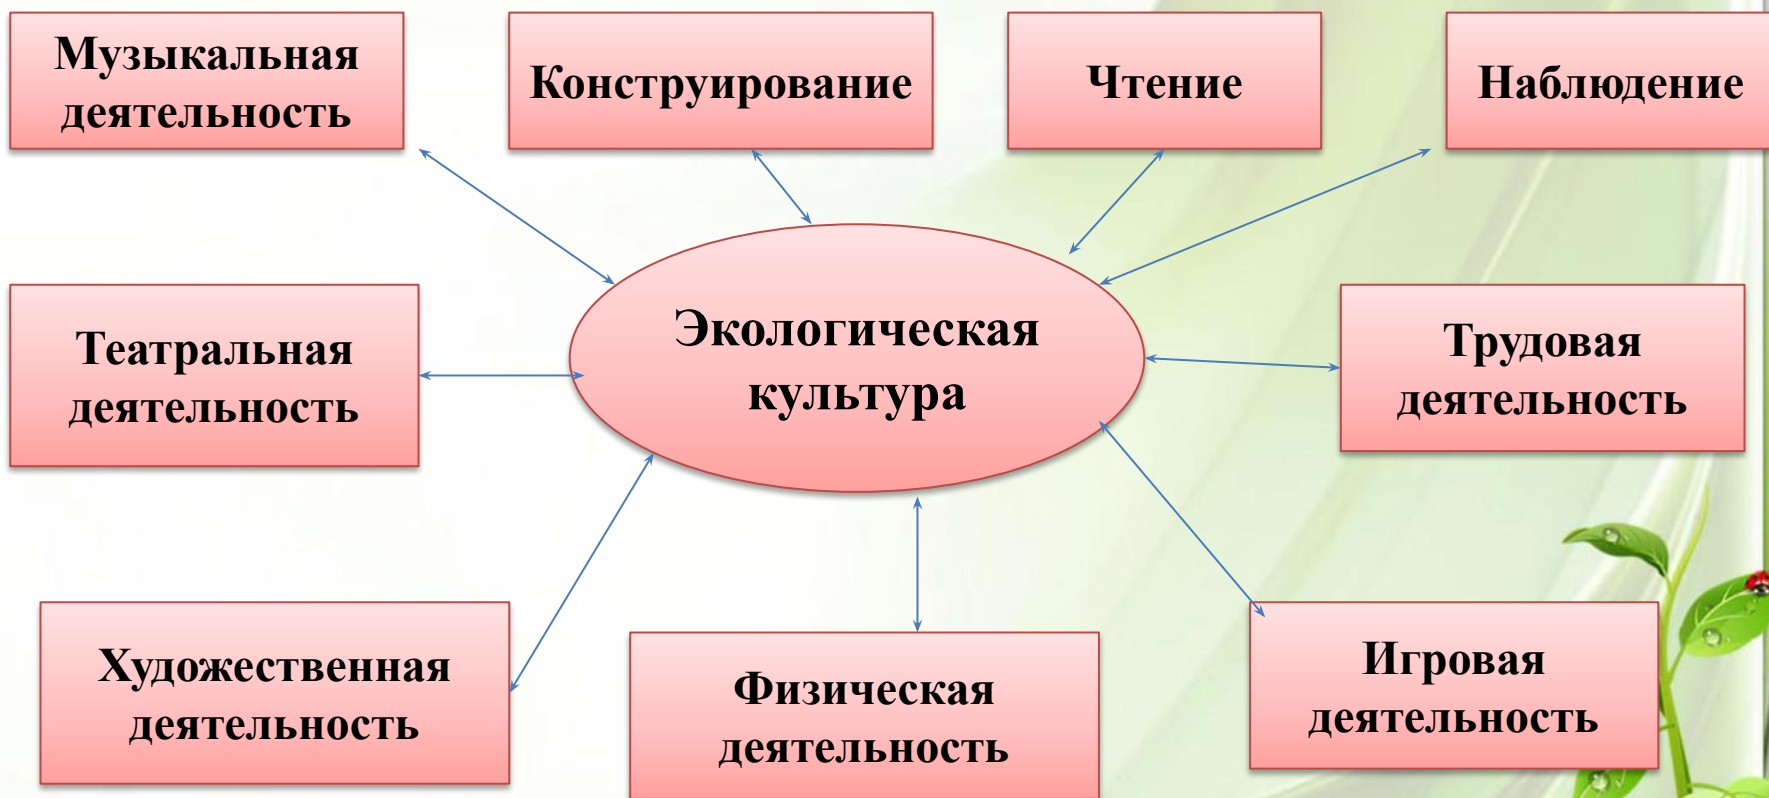 Музыкальная
деятельность
Конструирование
Чтение
Наблюдение
Театральная
деятельность
Экологическая
культура
Трудовая
деятельность
Художественная
деятельность
Физическая
деятельность
Игровая
деятельность